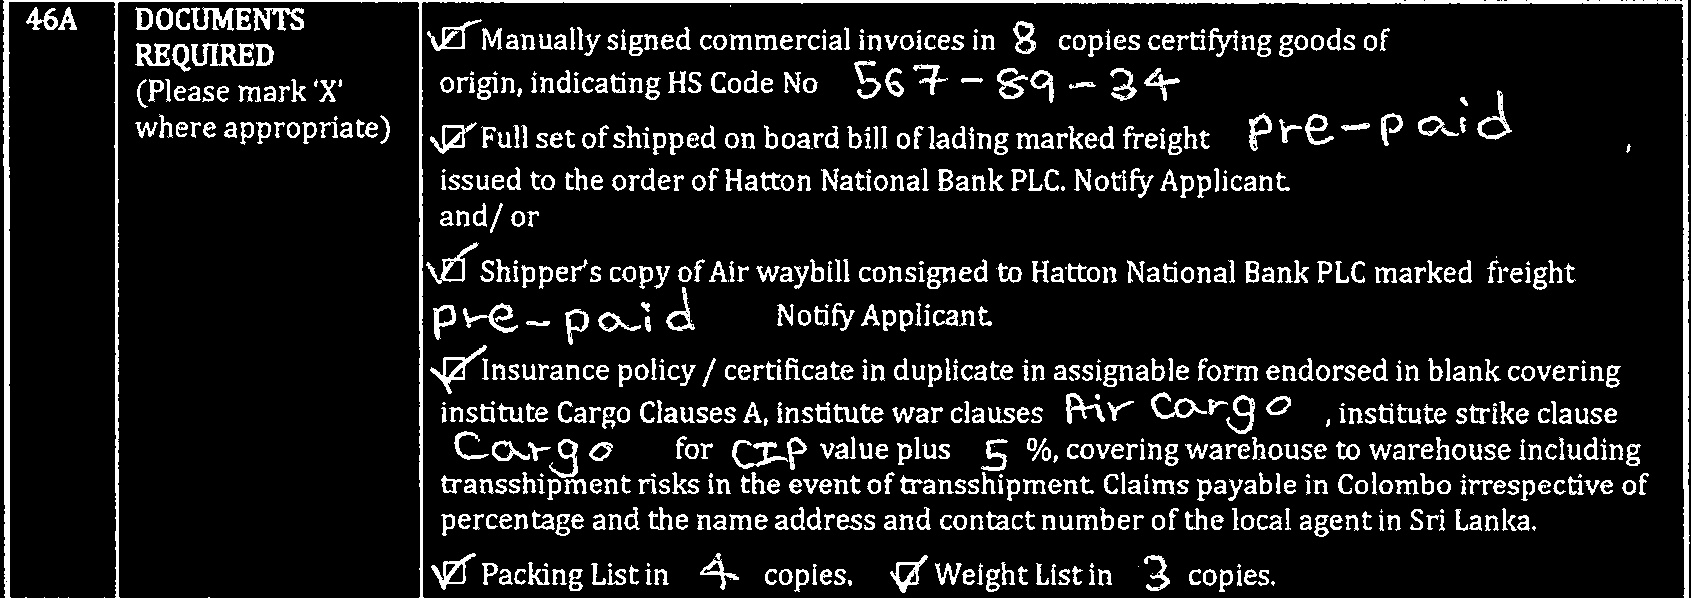 46A
DOCUMENTS
REQUIRED
(Please mark 'X'
where appropriate)
Manually signed commercial invoices in 8 copies certifying goods of
origin, indicating HS Code No 567-89-34
Full set of shipped on board bill of lading marked freight pre-paid ,
issued to the order of Hatton National Bank PLC. Notify Applicant.
and/ or
Shipper's copy of Air waybill consigned to Hatton National Bank PLC marked freight
pre-paid Notify Applicant.
Insurance policy / certificate in duplicate in assignable form endorsed in blank covering
institute Cargo Clauses A, institute war clauses Air Cargo , institute strike clause
Cargo for CIP value plus 5 %, covering warehouse to warehouse including
transshipment risks in the event of transshipment. Claims payable in Colombo irrespective of
percentage and the name address and contact number of the local agent in Sri Lanka.
Packing List in 4 copies. Weight List in 3 copies.